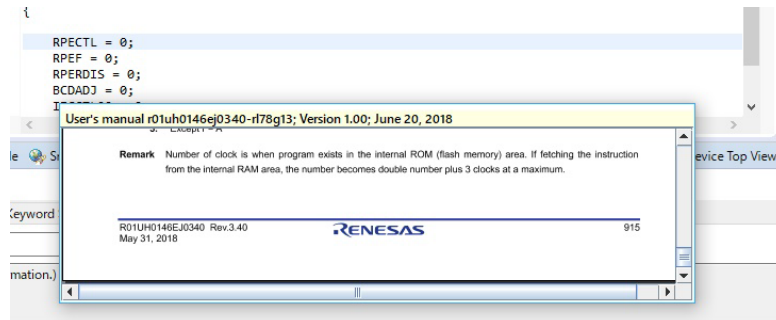 {
RPECTL = 0;
RPEF = 0;
RPERDIS = 0;
BCDADJ = 0;
User's manual r01uh0146ej0340-rl78g13; Version 1.00; June 20, 2018
3. Except r = A
Remark Number of clock is when program exists in the internal ROM (flash memory) area. If fetching the instruction
from the internal RAM area, the number becomes double number plus 3 clocks at a maximum.
evice Top View
Keyword
R01UH0146EJ0340 Rev.3.40 RENESAS 915
May 31, 2018
mation.)